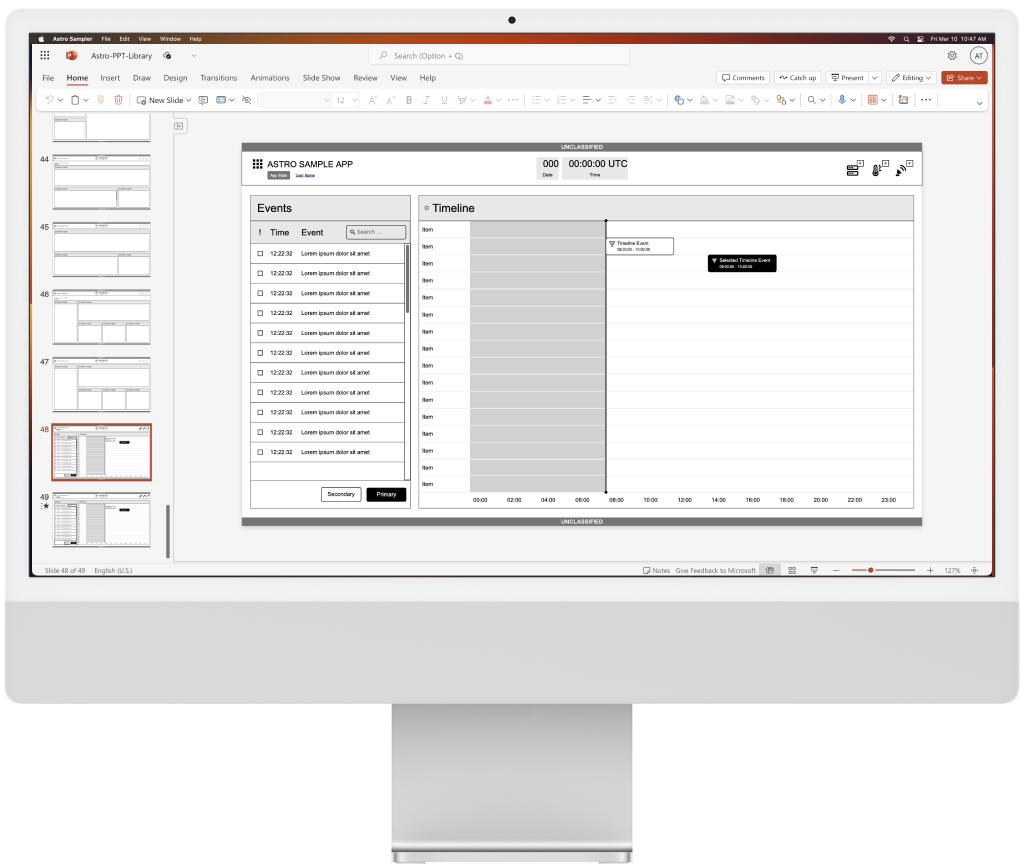 Astro Sampler File Edit View Window Help
Fri Mar 10 10:47 AM
Astro-PPT-Library
Search (Option + Q)
AT
File Home Insert Draw Design Transitions Animations Slide Show Review View Help
Comments Catch up Present Editing Share
New Slide 12 A A B I U A
44
45
46
47
48
49
UNCLASSIFIED
ASTRO SAMPLE APP
App State User Name
000 00:00:00 UTC
Date Time
Events
! Time Event Search ...
12:22:32 Lorem ipsum dolor sit amet
12:22:32 Lorem ipsum dolor sit amet
12:22:32 Lorem ipsum dolor sit amet
12:22:32 Lorem ipsum dolor sit amet
12:22:32 Lorem ipsum dolor sit amet
12:22:32 Lorem ipsum dolor sit amet
12:22:32 Lorem ipsum dolor sit amet
12:22:32 Lorem ipsum dolor sit amet
12:22:32 Lorem ipsum dolor sit amet
12:22:32 Lorem ipsum dolor sit amet
12:22:32 Lorem ipsum dolor sit amet
Secondary Primary
Timeline
Item
Item
Timeline Event
08:00:00 - 10:00:00
Item
Selected Timeline Event
08:00:00 - 10:00:00
Item
Item
Item
Item
Item
Item
Item
Item
Item
Item
Item
Item
Item
00:00 02:00 04:00 06:00 08:00 10:00 12:00 14:00 16:00 18:00 20:00 22:00 23:00
UNCLASSIFIED
Slide 48 of 49 English (U.S.)
Notes Give Feedback to Microsoft 127%